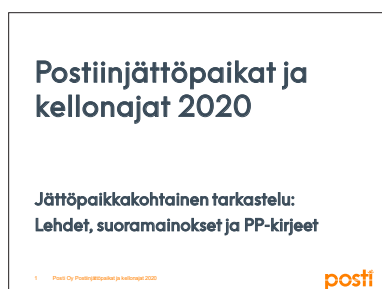 Postiinjättöpaikat ja
kellonajat 2020
Jättöpaikkakohtainen tarkastelu:
Lehdet, suoramainokset ja PP-kirjeet
1 Posti Oy Postiinjättöpaikat ja kellonajat 2020
posti